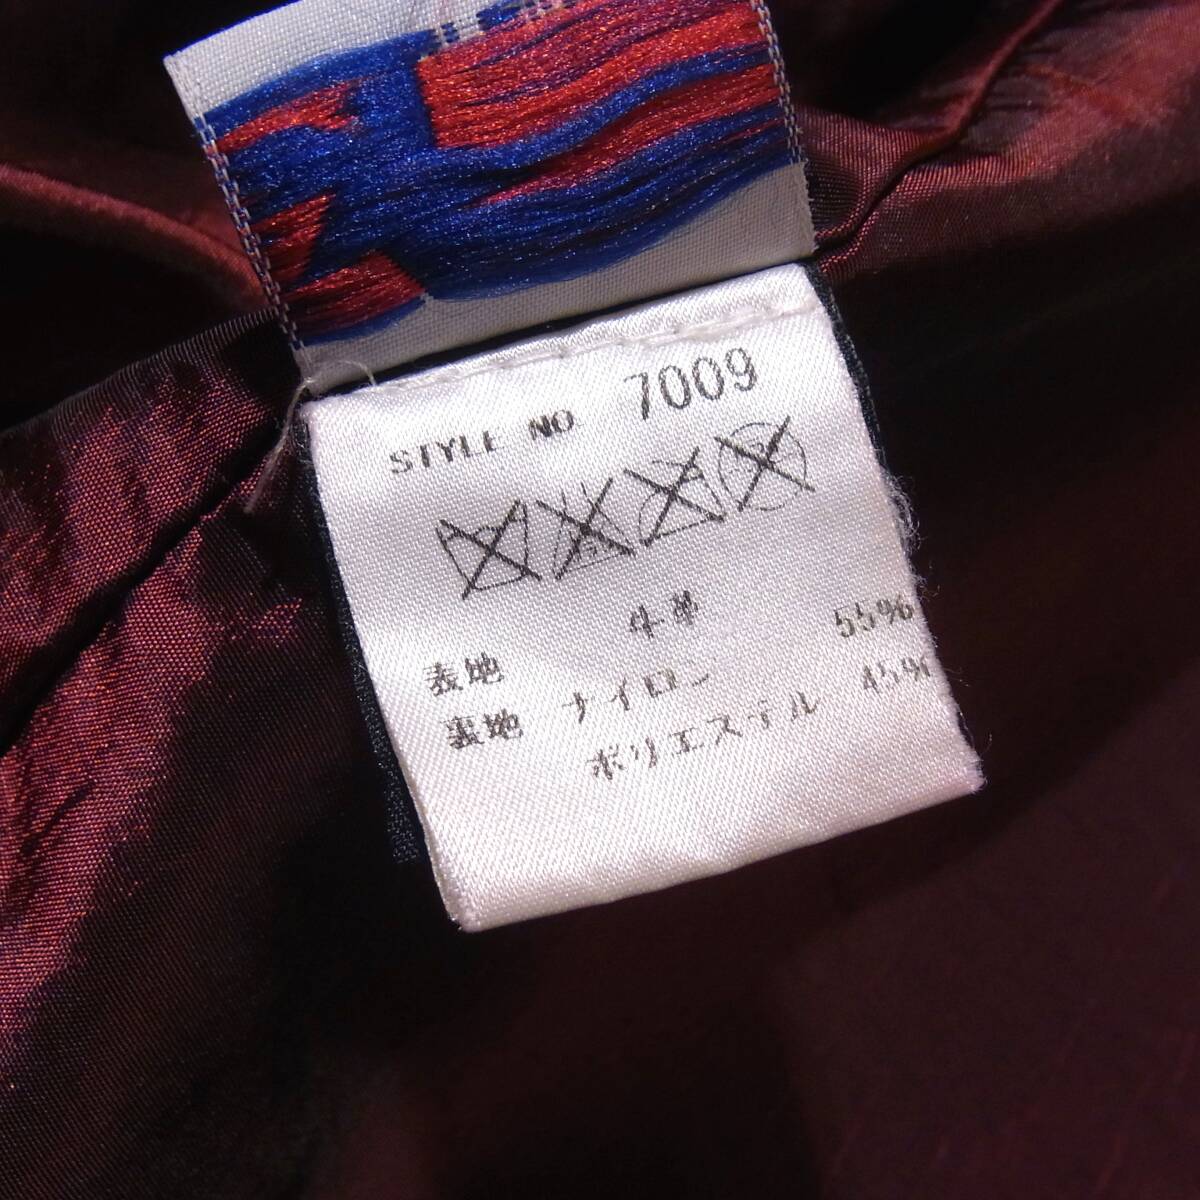 STYLE NO 7009
表地 牛革
裏地 ナイロン 55%
ポリエステル 45%